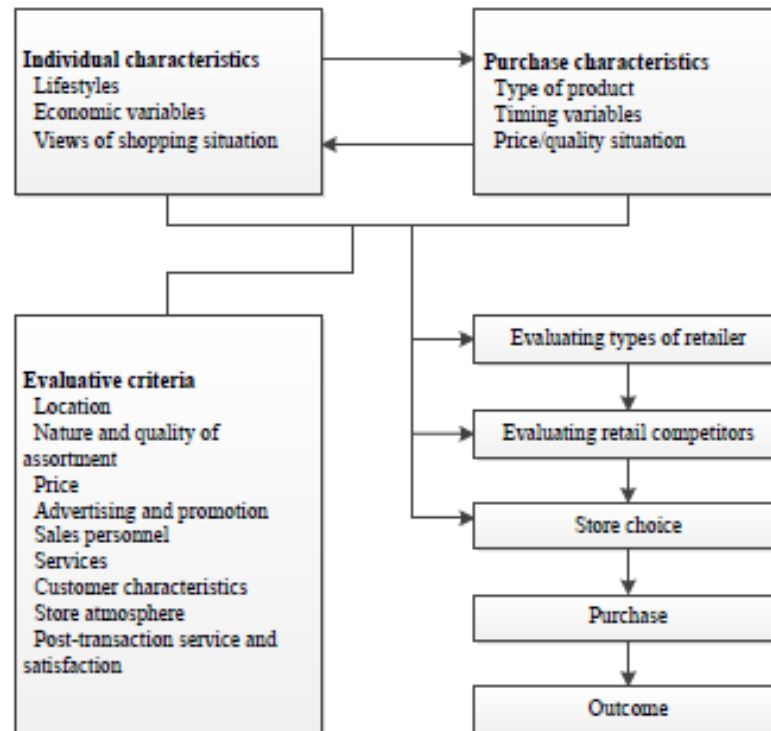 Individual characteristics
Lifestyles
Economic variables
Views of shopping situation
Purchase characteristics
Type of product
Timing variables
Price/quality situation
Evaluative criteria
Location
Nature and quality of
assortment
Price
Advertising and promotion
Sales personnel
Services
Customer characteristics
Store atmosphere
Post-transaction service and
satisfaction
Evaluating types of retailer
Evaluating retail competitors
Store choice
Purchase
Outcome